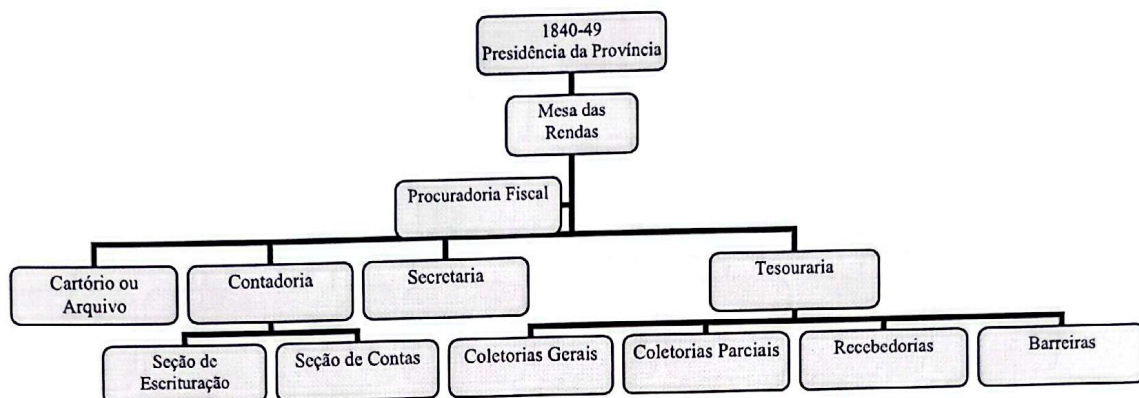 1840-49
Presidência da Província
Mesa das
Rendas
Procuradoria Fiscal
Cartório ou
Arquivo
Contadoria
Secretaria
Tesouraria
Seção de
Escrituração
Seção de Contas
Coletorias Gerais
Coletorias Parciais
Recebedorias
Barreiras